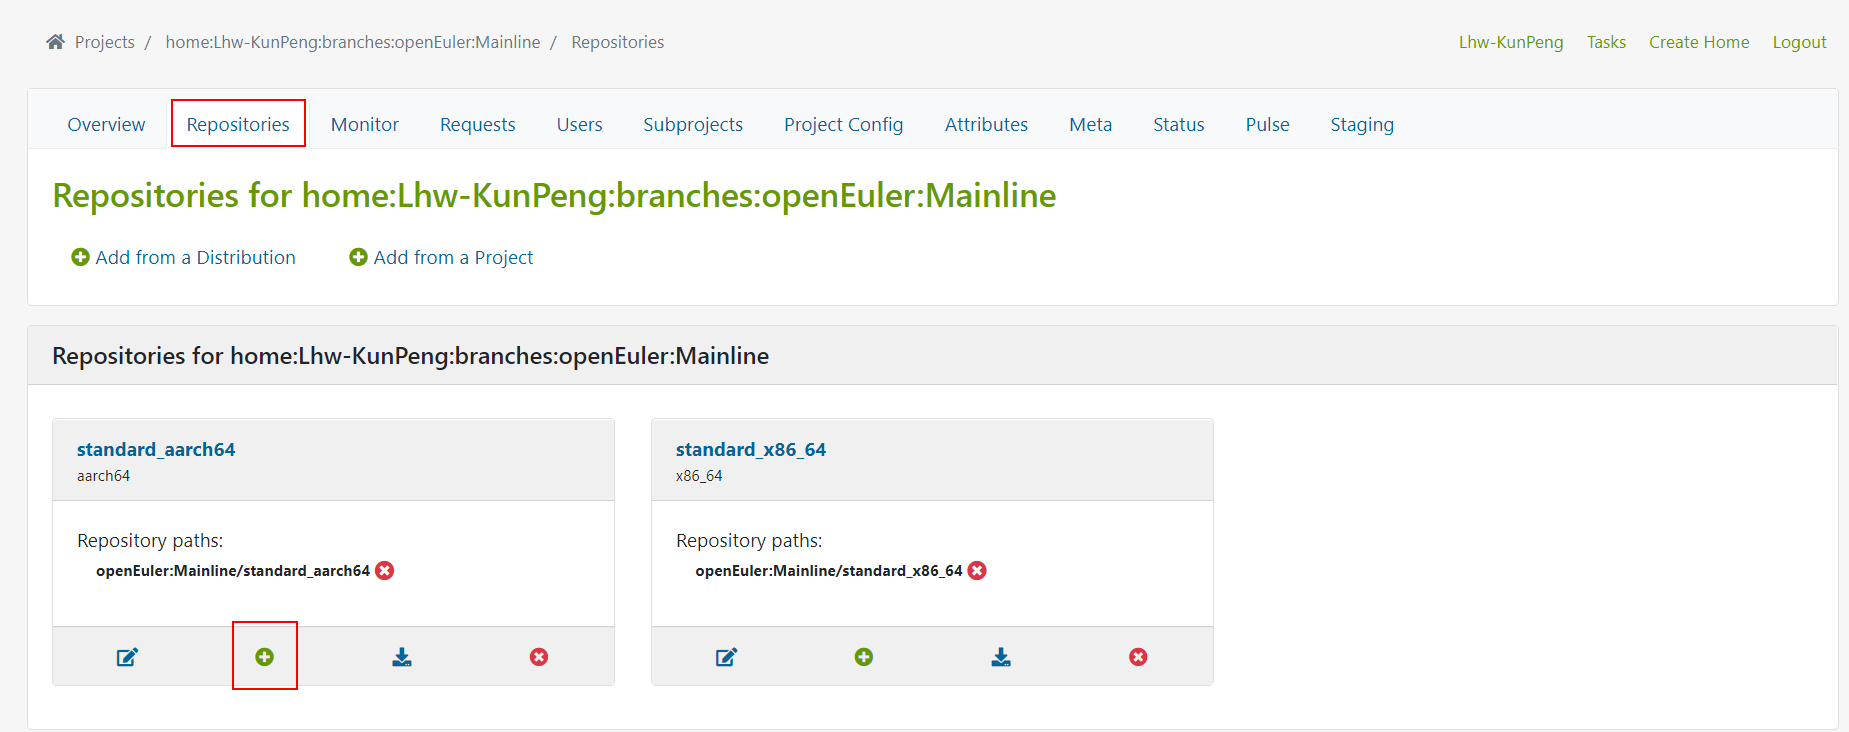 Projects / home:Lhw-KunPeng:branches:openEuler:Mainline / Repositories
Lhw-KunPeng Tasks Create Home Logout
Overview Repositories Monitor Requests Users Subprojects Project Config Attributes Meta Status Pulse Staging
Repositories for home:Lhw-KunPeng:branches:openEuler:Mainline
Add from a Distribution Add from a Project
Repositories for home:Lhw-KunPeng:branches:openEuler:Mainline
standard_aarch64
aarch64
Repository paths:
openEuler:Mainline/standard_aarch64
standard_x86_64
x86_64
Repository paths:
openEuler:Mainline/standard_x86_64